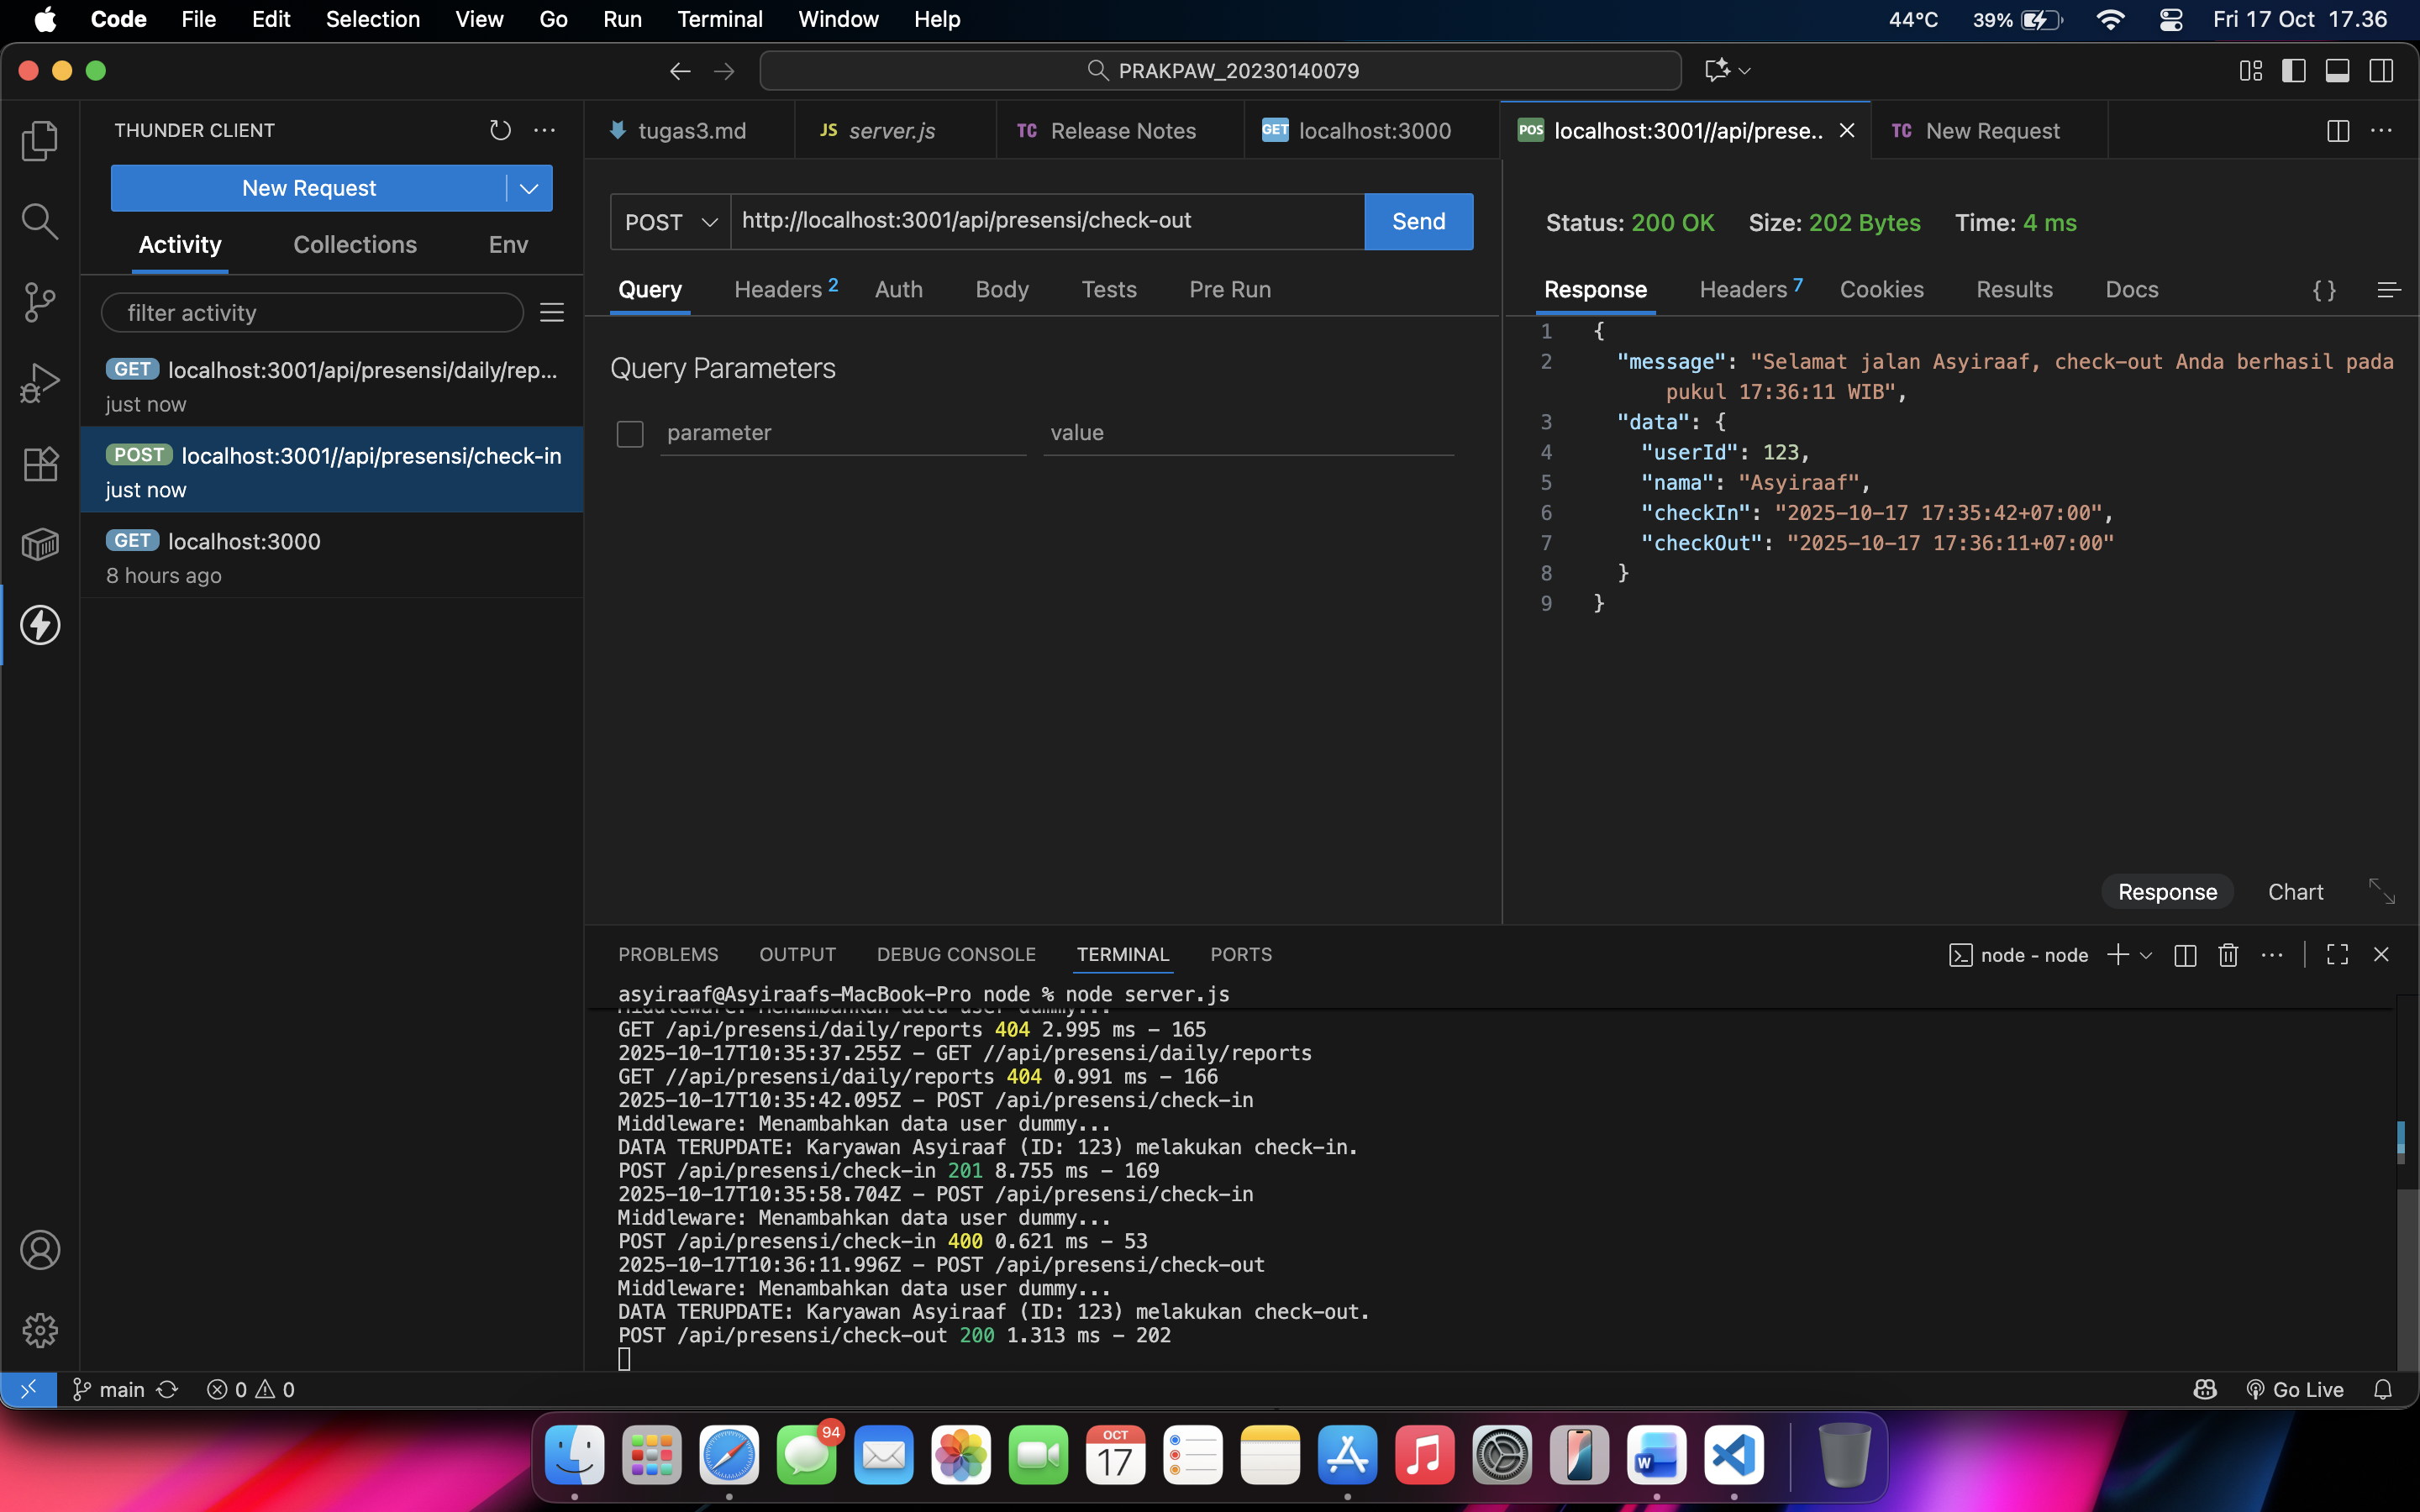 Code File Edit Selection View Go Run Terminal Window Help 44°C 39% Fri 17 Oct 17.36
PRAKPAW_20230140079
THUNDER CLIENT
New Request
Activity Collections Env
filter activity
GET localhost:3001/api/presensi/daily/rep...
just now
POST localhost:3001//api/presensi/check-in
just now
GET localhost:3000
8 hours ago
tugas3.md JS server.js TC Release Notes GET localhost:3000 POS localhost:3001//api/prese.. TC New Request
POST http://localhost:3001/api/presensi/check-out Send
Query Headers 2 Auth Body Tests Pre Run
Query Parameters
parameter value
Status: 200 OK Size: 202 Bytes Time: 4 ms
Response Headers 7 Cookies Results Docs { }
1 {
2 "message": "Selamat jalan Asyiraaf, check-out Anda berhasil pada
pukul 17:36:11 WIB",
3 "data": {
4 "userId": 123,
5 "nama": "Asyiraaf",
6 "checkIn": "2025-10-17 17:35:42+07:00",
7 "checkOut": "2025-10-17 17:36:11+07:00"
8 }
9 }
Response Chart
PROBLEMS OUTPUT DEBUG CONSOLE TERMINAL PORTS node - node
asyiraaf@Asyiraafs-MacBook-Pro node % node server.js
Middleware: Menambahkan data user dummy...
GET /api/presensi/daily/reports 404 2.995 ms - 165
2025-10-17T10:35:37.255Z - GET //api/presensi/daily/reports
GET //api/presensi/daily/reports 404 0.991 ms - 166
2025-10-17T10:35:42.095Z - POST /api/presensi/check-in
Middleware: Menambahkan data user dummy...
DATA TERUPDATE: Karyawan Asyiraaf (ID: 123) melakukan check-in.
POST /api/presensi/check-in 201 8.755 ms - 169
2025-10-17T10:35:58.704Z - POST /api/presensi/check-in
Middleware: Menambahkan data user dummy...
POST /api/presensi/check-in 400 0.621 ms - 53
2025-10-17T10:36:11.996Z - POST /api/presensi/check-out
Middleware: Menambahkan data user dummy...
DATA TERUPDATE: Karyawan Asyiraaf (ID: 123) melakukan check-out.
POST /api/presensi/check-out 200 1.313 ms - 202
main 0 0 Go Live
94
OCT
17
W